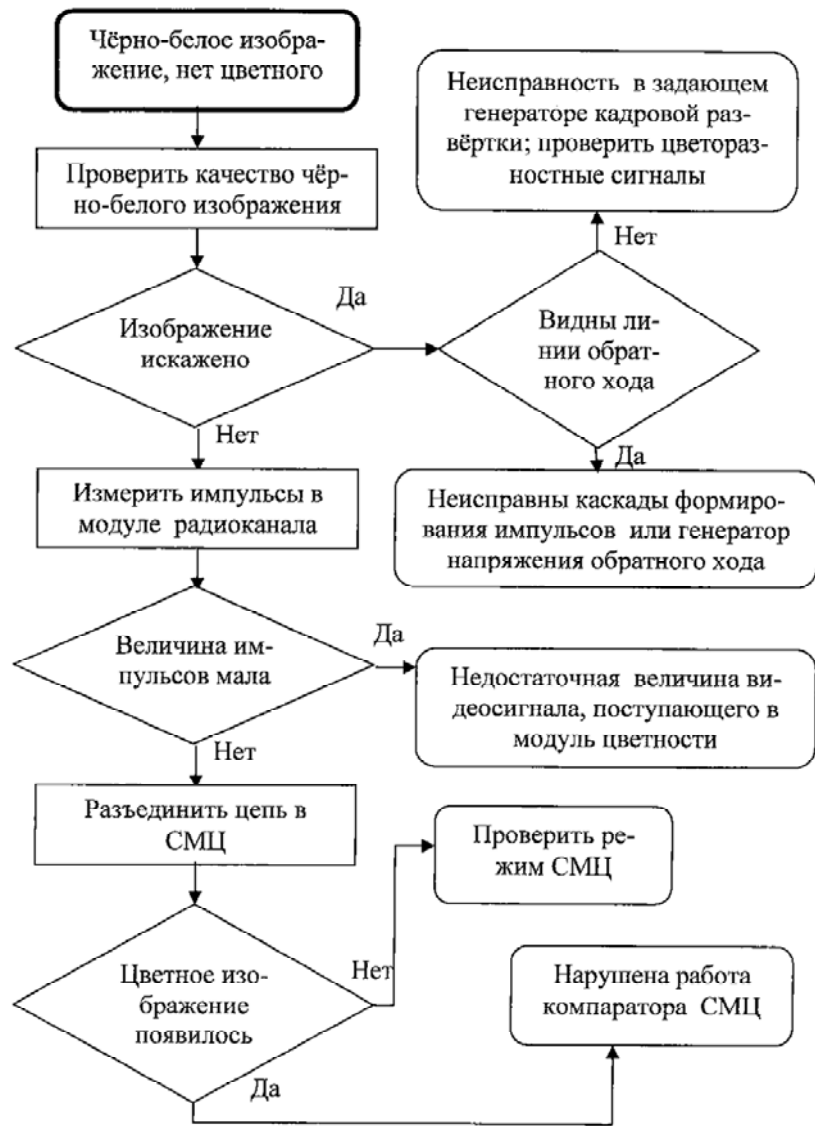 Чёрно-белое изобра-
жение, нет цветного
Неисправность в задающем
генераторе кадровой раз-
вёртки; проверить цветораз-
ностные сигналы
Проверить качество чёр-
но-белого изображения
Нет
Да
Изображение
искажено
Видны ли-
нии обрат-
ного хода
Нет
Да
Измерить импульсы в
модуле радиоканала
Неисправны каскады формиро-
вания импульсов или генератор
напряжения обратного хода
Величина им-
пульсов мала
Да
Недостаточная величина ви-
деосигнала, поступающего в
модуль цветности
Нет
Разъединить цепь в
СМЦ
Проверить ре-
жим СМЦ
Цветное изо-
бражение
появилось
Нет
Нарушена работа
компаратора СМЦ
Да